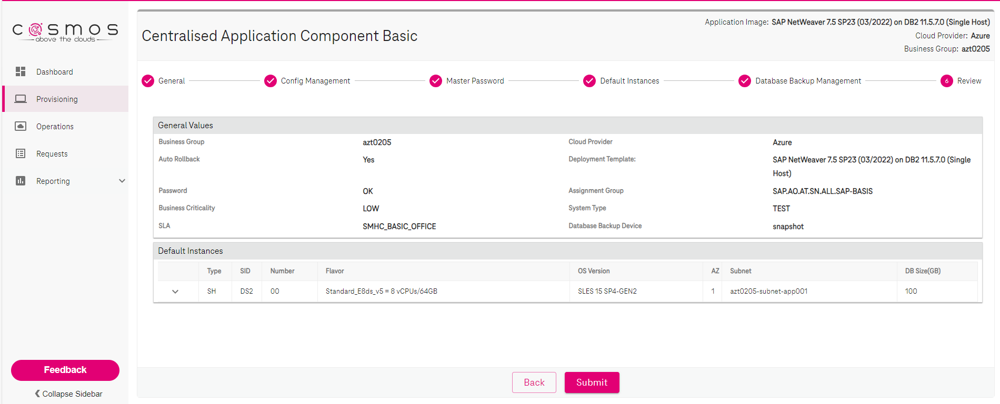 cosmos
above the clouds
Dashboard
Provisioning
Operations
Requests
Reporting
Feedback
Collapse Sidebar
Centralised Application Component Basic
Application Image: SAP NetWeaver 7.5 SP23 (03/2022) on DB2 11.5.7.0 (Single Host)
Cloud Provider: Azure
Business Group: azt0205
General
Config Management
Master Password
Default Instances
Database Backup Management
6 Review
General Values
Business Group azt0205 Cloud Provider Azure
Auto Rollback Yes Deployment Template: SAP NetWeaver 7.5 SP23 (03/2022) on DB2 11.5.7.0 (Single
Host)
Password OK Assignment Group SAP.AO.AT.SN.ALL.SAP-BASIS
Business Criticality LOW System Type TEST
SLA SMHC_BASIC_OFFICE Database Backup Device snapshot
Default Instances
Type SID Number Flavor OS Version AZ Subnet DB Size(GB)
SH DS2 00 Standard_E8ds_v5 = 8 vCPUs/64GB SLES 15 SP4-GEN2 1 azt0205-subnet-app001 100
Back Submit